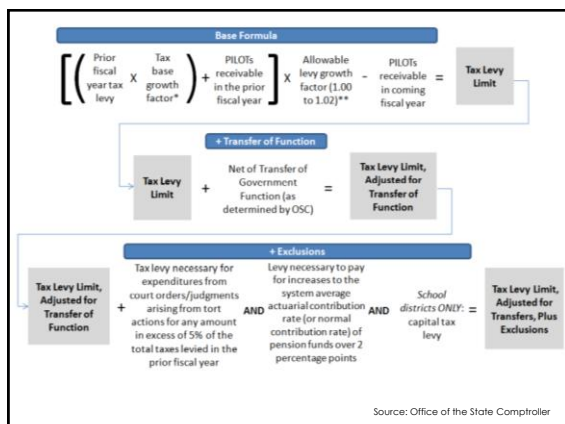 Base Formula
[ ( Prior fiscal year tax levy X Tax base growth factor* ) + PILOTs receivable in the prior fiscal year ] X Allowable levy growth factor (1.00 to 1.02)** - PILOTs receivable in coming fiscal year = Tax Levy Limit
+ Transfer of Function
Tax Levy Limit + Net of Transfer of Government Function (as determined by OSC) = Tax Levy Limit, Adjusted for Transfer of Function
+ Exclusions
Tax Levy Limit, Adjusted for Transfer of Function + Tax levy necessary for expenditures from court orders/judgments arising from tort actions for any amount in excess of 5% of the total taxes levied in the prior fiscal year AND Levy necessary to pay for increases to the system average actuarial contribution rate (or normal contribution rate) of pension funds over 2 percentage points AND School districts ONLY: capital tax levy = Tax Levy Limit, Adjusted for Transfers, Plus Exclusions
Source: Office of the State Comptroller